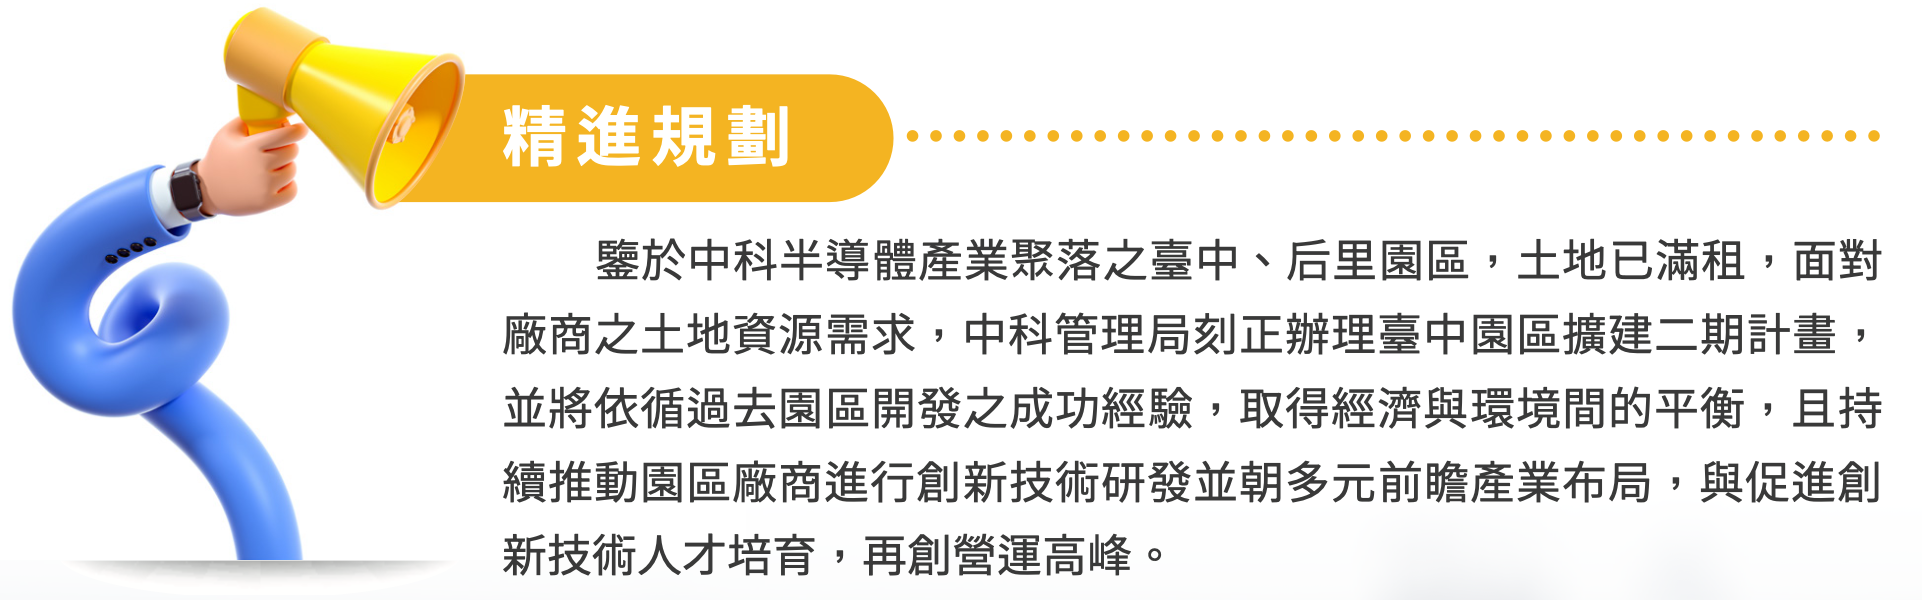 精進規劃
鑒於中科半導體產業聚落之臺中、后里園區，土地已滿租，面對
廠商之土地資源需求，中科管理局刻正辦理臺中園區擴建二期計畫，
並將依循過去園區開發之成功經驗，取得經濟與環境間的平衡，且持
續推動園區廠商進行創新技術研發並朝多元前瞻產業布局，與促進創
新技術人才培育，再創營運高峰。